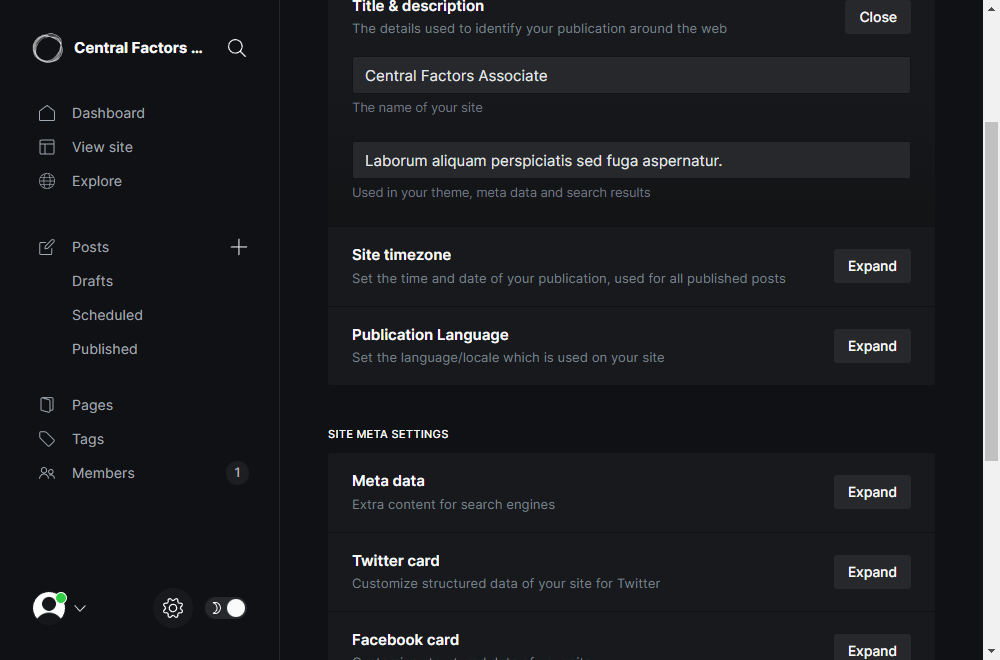 Central Factors ...
Dashboard
View site
Explore
Posts
Drafts
Scheduled
Published
Pages
Tags
Members
1
Title & description
The details used to identify your publication around the web
Close
Central Factors Associate
The name of your site
Laborum aliquam perspiciatis sed fuga aspernatur.
Used in your theme, meta data and search results
Site timezone
Set the time and date of your publication, used for all published posts
Expand
Publication Language
Set the language/locale which is used on your site
Expand
SITE META SETTINGS
Meta data
Extra content for search engines
Expand
Twitter card
Customize structured data of your site for Twitter
Expand
Facebook card
Expand